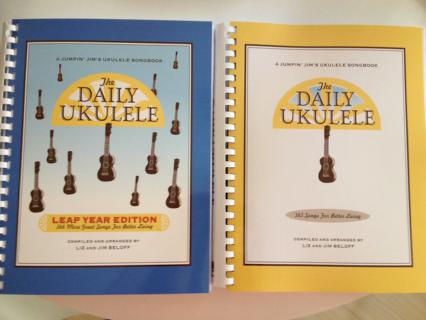 A JUMPIN' JIM'S UKULELE SONGBOOK
The
DAILY
UKULELE
LEAP YEAR EDITION
366 More Great Songs For Better Living
COMPILED AND ARRANGED BY
LIZ AND JIM BELOFF
A JUMPIN' JIM'S UKULELE SONGBOOK
The
DAILY
UKULELE
365 Songs For Better Living
COMPILED AND ARRANGED BY
LIZ AND JIM BELOFF